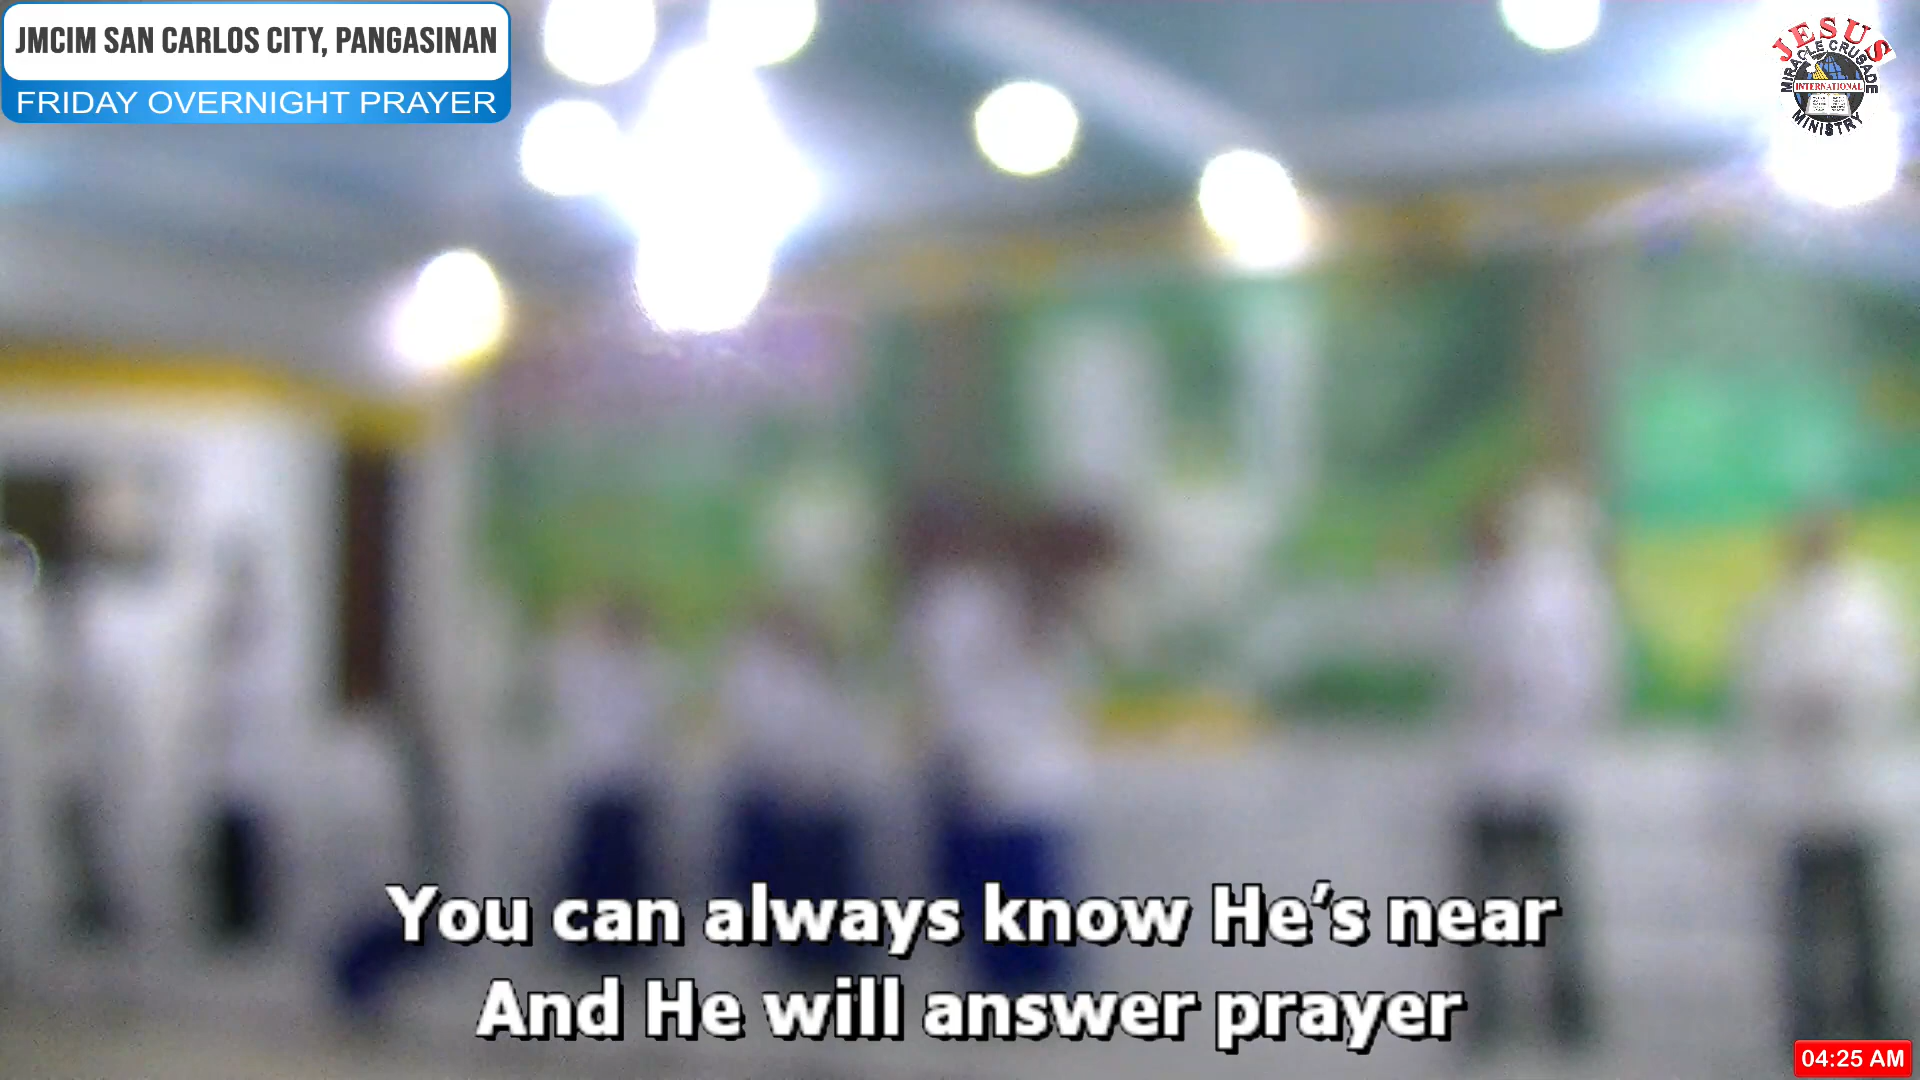 JMCIM SAN CARLOS CITY, PANGASINAN
FRIDAY OVERNIGHT PRAYER
JESUS
MIRACLE CRUSADE
INTERNATIONAL
MINISTRY
You can always know He's near
And He will answer prayer
04:25 AM